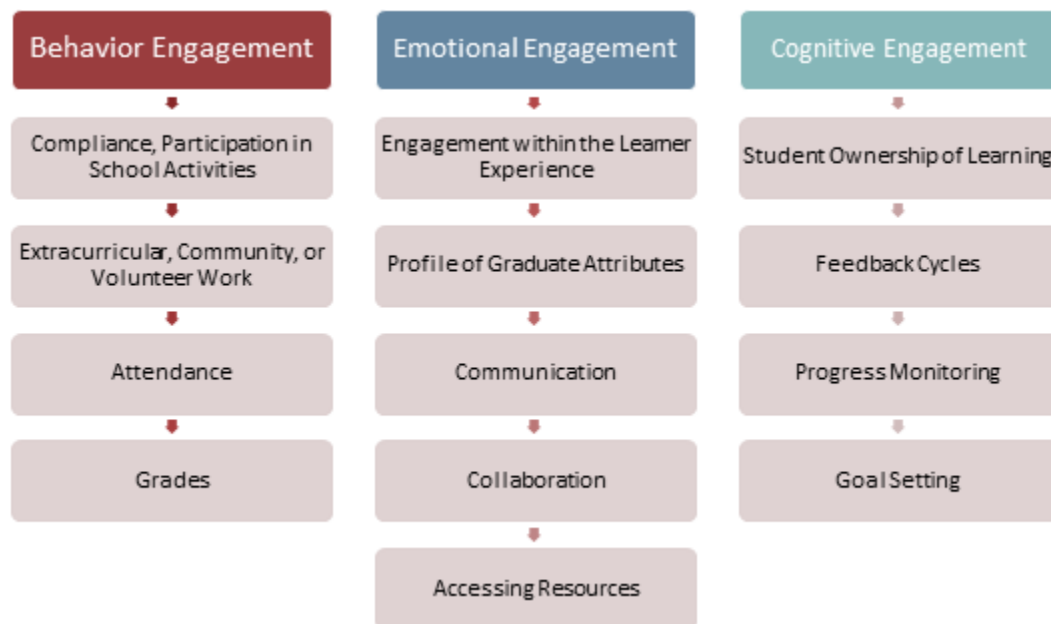 Behavior Engagement
Compliance, Participation in
School Activities
Extracurricular, Community, or
Volunteer Work
Attendance
Grades
Emotional Engagement
Engagement within the Learner
Experience
Profile of Graduate Attributes
Communication
Collaboration
Accessing Resources
Cognitive Engagement
Student Ownership of Learning
Feedback Cycles
Progress Monitoring
Goal Setting